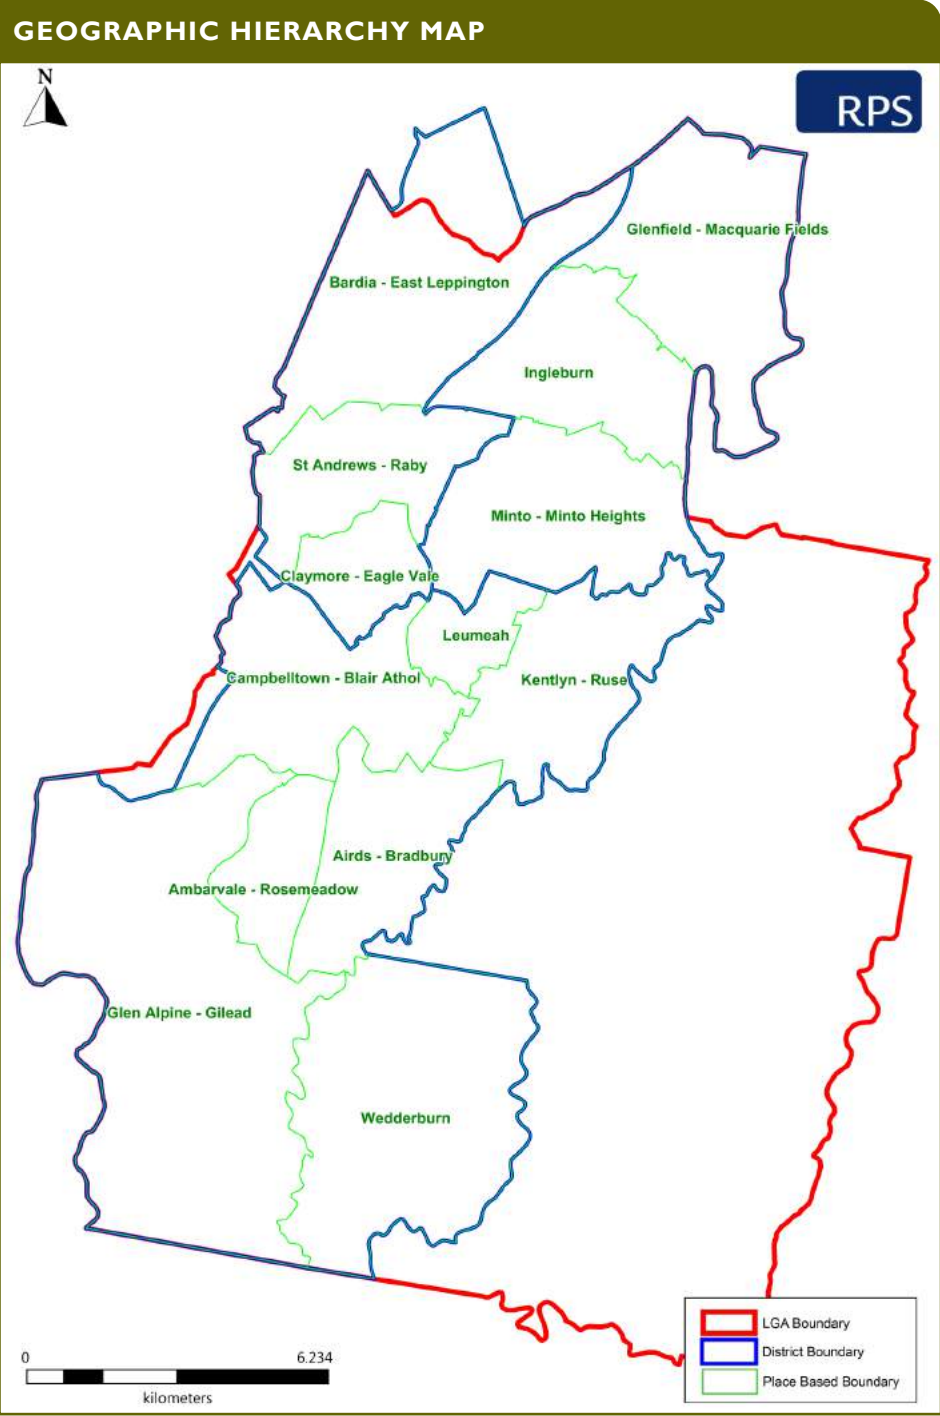 GEOGRAPHIC HIERARCHY MAP
N
RPS
Glenfield - Macquarie Fields
Bardia - East Leppington
Ingleburn
St Andrews - Raby
Minto - Minto Heights
Claymore - Eagle Vale
Leumeah
Campbelltown - Blair Athol
Kentlyn - Ruse
Airds - Bradbury
Ambarvale - Rosemeadow
Glen Alpine - Gilead
Wedderburn
LGA Boundary
District Boundary
Place Based Boundary
0 6.234
kilometers